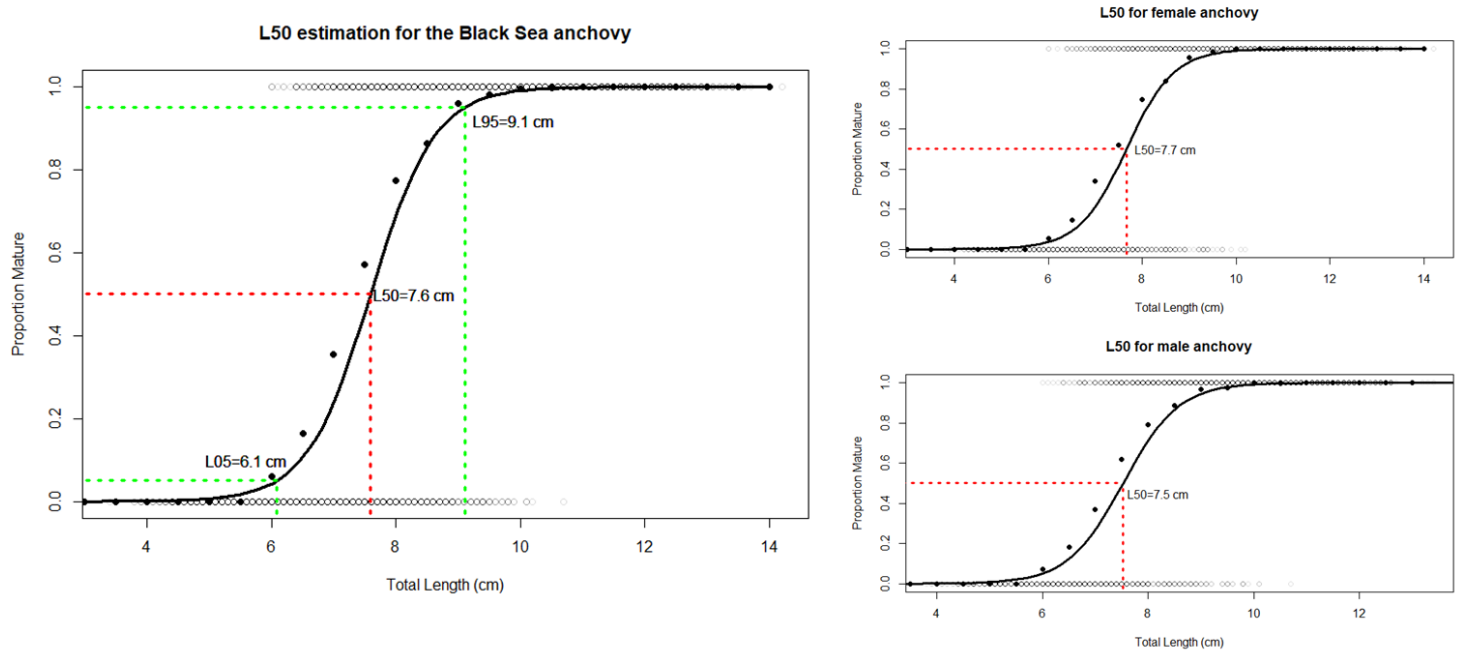 L50 estimation for the Black Sea anchovy
Proportion Mature
1.0
0.8
0.6
0.4
0.2
0.0
L95=9.1 cm
L50=7.6 cm
L05=6.1 cm
4 6 8 10 12 14
Total Length (cm)
L50 for female anchovy
Proportion Mature
1.0
0.8
0.6
0.4
0.2
0.0
L50=7.7 cm
4 6 8 10 12 14
Total Length (cm)
L50 for male anchovy
Proportion Mature
1.0
0.8
0.6
0.4
0.2
0.0
L50=7.5 cm
4 6 8 10 12
Total Length (cm)